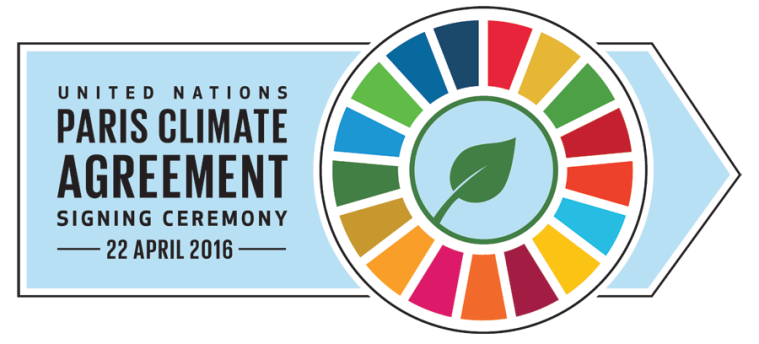 UNITED NATIONS
PARIS CLIMATE
AGREEMENT
SIGNING CEREMONY
22 APRIL 2016